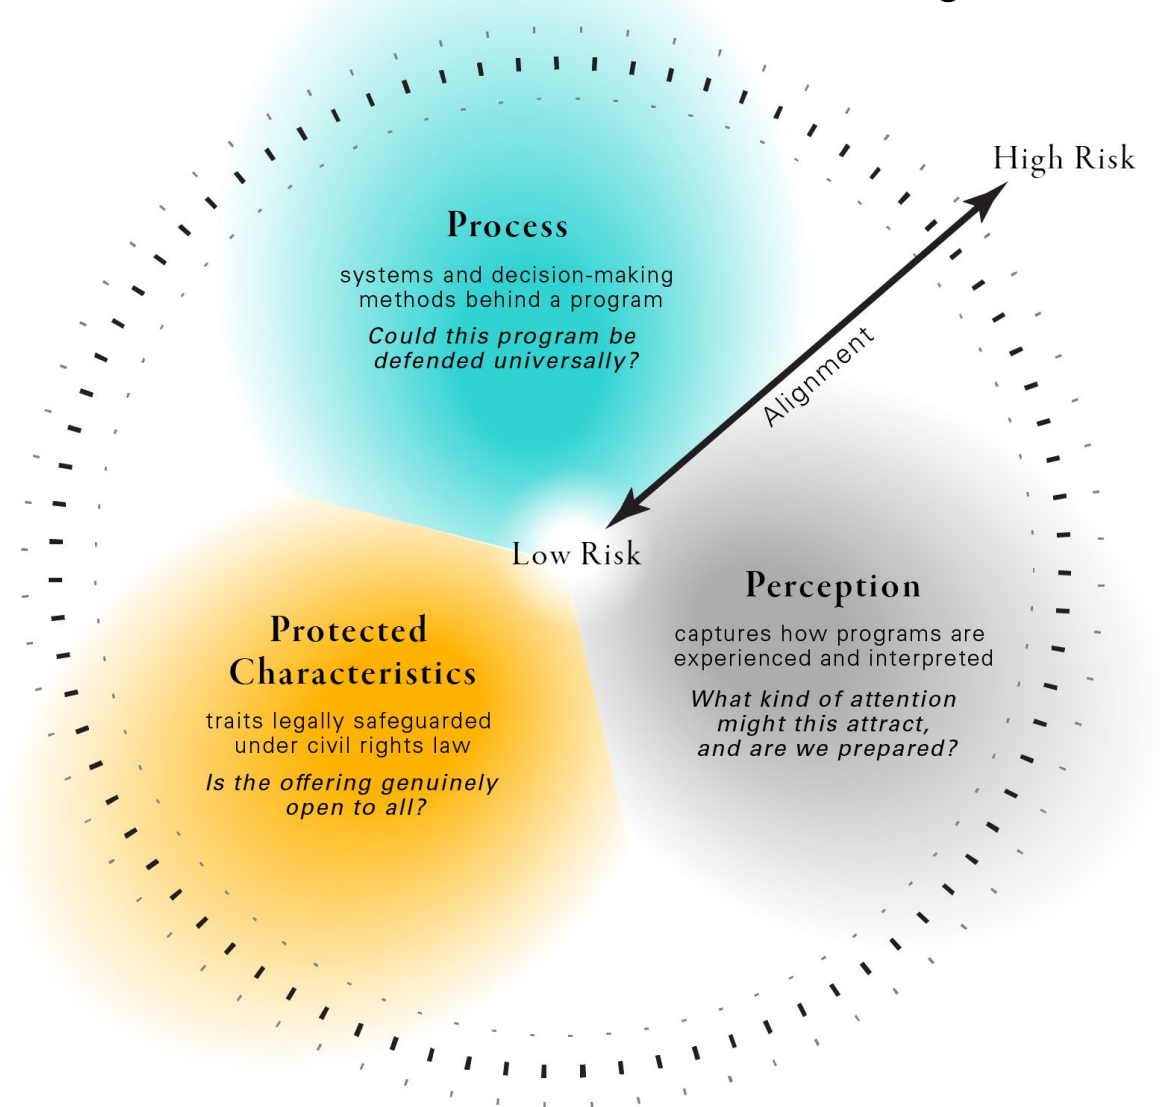 High Risk
Process
systems and decision-making
methods behind a program
Could this program be
defended universally?
Alignment
Low Risk
Perception
captures how programs are
experienced and interpreted
What kind of attention
might this attract,
and are we prepared?
Protected
Characteristics
traits legally safeguarded
under civil rights law
Is the offering genuinely
open to all?